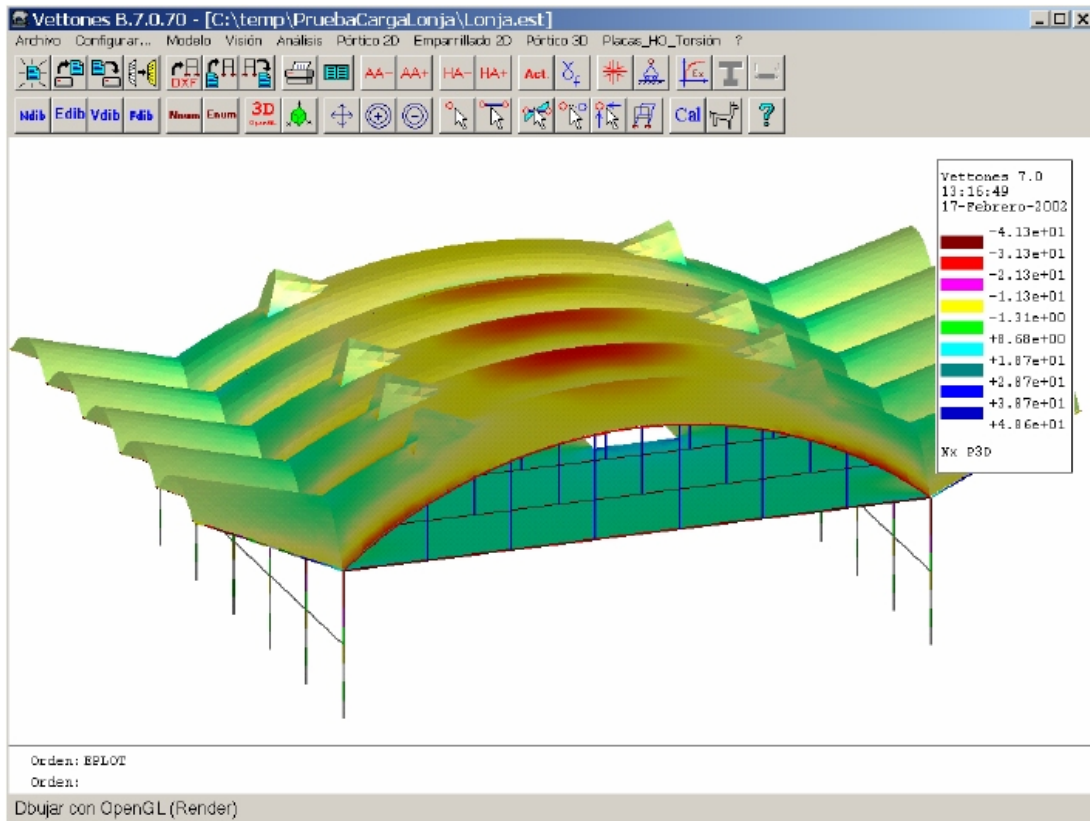 Vettones B.7.0.70 - [C:\temp\PruebaCargaLonja\Lonja.est]
Archivo Configurar... Modelo Visión Análisis Pórtico 2D Emparrillado 2D Pórtico 3D Placas_HO_Torsión ?
DXF AA- AA+ HA- HA+ Act. Ex
Ndib Edib Vdib Fdib Nnum Enum 3D OpenGL Cal ?
Vettones 7.0
13:16:49
17-Febrero-2002
-4.13e+01
-3.13e+01
-2.13e+01
-1.13e+01
-1.31e+00
+8.68e+00
+1.87e+01
+2.87e+01
+3.87e+01
+4.86e+01
Nx P3D
Orden: EPLOT
Orden:
Dbujar con OpenGL (Render)